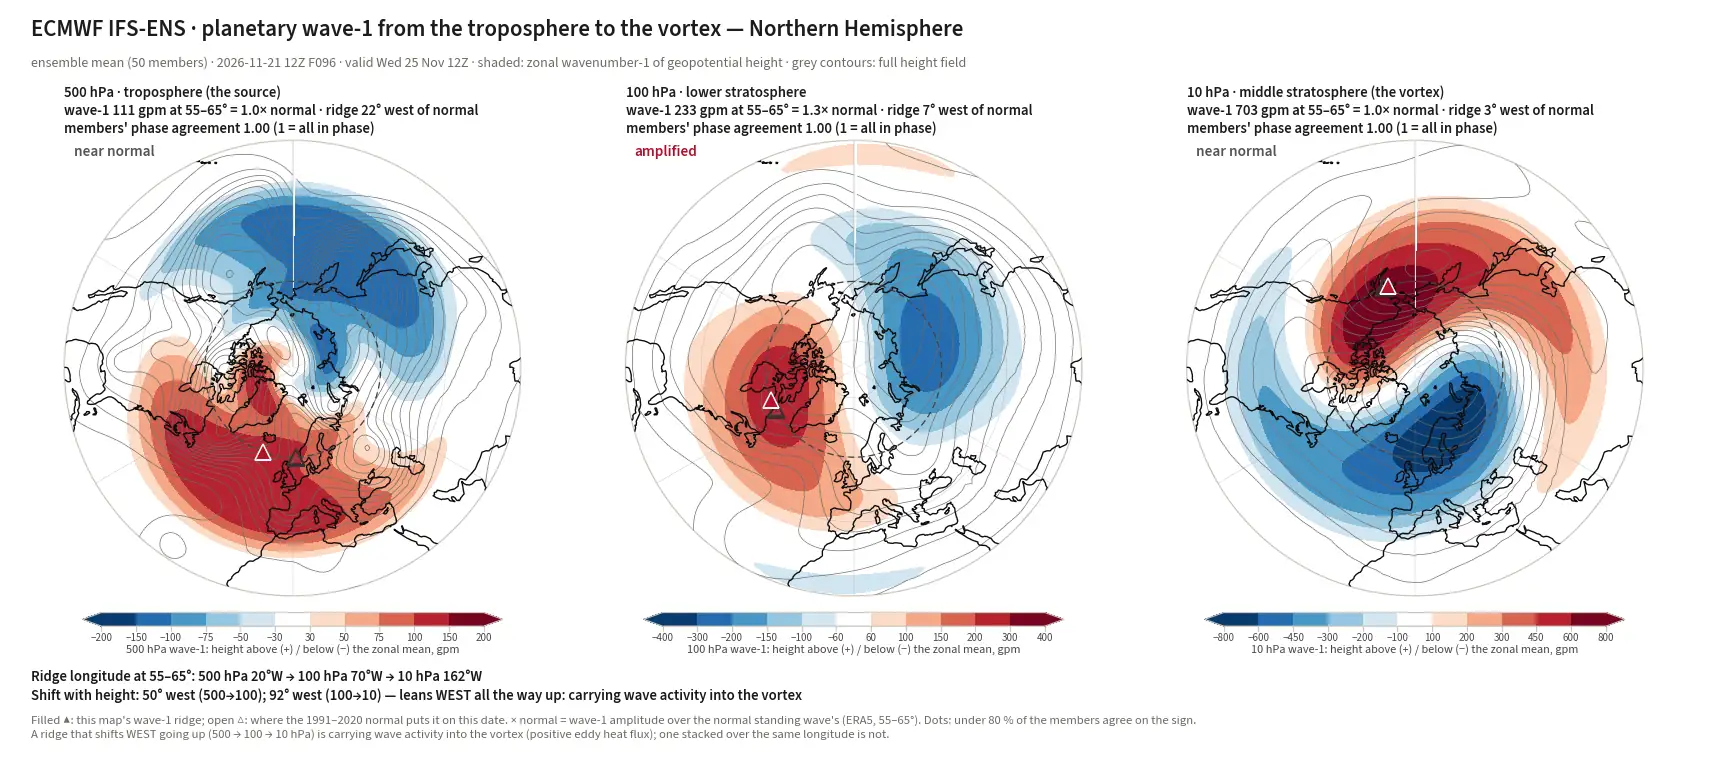 ECMWF IFS-ENS · planetary wave-1 from the troposphere to the vortex — Northern Hemisphere
ensemble mean (50 members) · 2026-11-21 12Z F096 · valid Wed 25 Nov 12Z · shaded: zonal wavenumber-1 of geopotential height · grey contours: full height field
500 hPa · troposphere (the source)
wave-1 111 gpm at 55–65° = 1.0× normal · ridge 22° west of normal
members' phase agreement 1.00 (1 = all in phase)
near normal
100 hPa · lower stratosphere
wave-1 233 gpm at 55–65° = 1.3× normal · ridge 7° west of normal
members' phase agreement 1.00 (1 = all in phase)
amplified
10 hPa · middle stratosphere (the vortex)
wave-1 703 gpm at 55–65° = 1.0× normal · ridge 3° west of normal
members' phase agreement 1.00 (1 = all in phase)
near normal
−200 −150 −100 −75 −50 −30 30 50 75 100 150 200
500 hPa wave-1: height above (+) / below (−) the zonal mean, gpm
−400 −300 −200 −150 −100 −60 60 100 150 200 300 400
100 hPa wave-1: height above (+) / below (−) the zonal mean, gpm
−800 −600 −450 −300 −200 −100 100 200 300 450 600 800
10 hPa wave-1: height above (+) / below (−) the zonal mean, gpm
Ridge longitude at 55–65°: 500 hPa 20°W → 100 hPa 70°W → 10 hPa 162°W
Shift with height: 50° west (500→100); 92° west (100→10) — leans WEST all the way up: carrying wave activity into the vortex
Filled ▲: this map's wave-1 ridge; open △: where the 1991–2020 normal puts it on this date. × normal = wave-1 amplitude over the normal standing wave's (ERA5, 55–65°). Dots: under 80 % of the members agree on the sign.
A ridge that shifts WEST going up (500 → 100 → 10 hPa) is carrying wave activity into the vortex (positive eddy heat flux); one stacked over the same longitude is not.